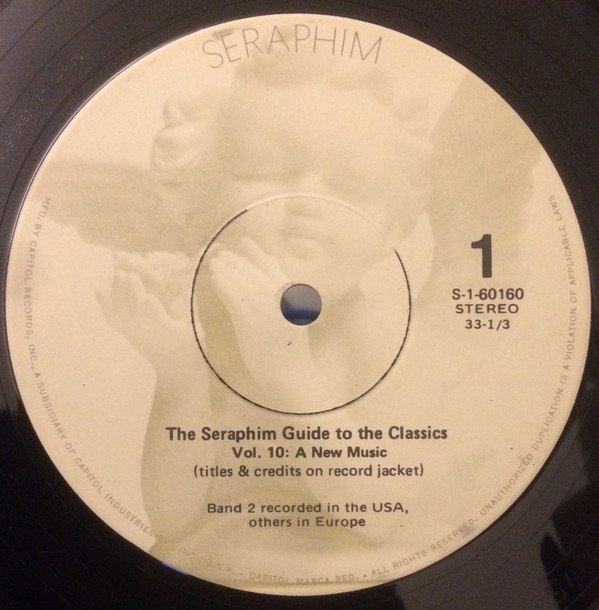 SERAPHIM
1
S-1-60160
STEREO
33-1/3
The Seraphim Guide to the Classics
Vol. 10: A New Music
(titles & credits on record jacket)
Band 2 recorded in the USA,
others in Europe
MFD. BY CAPITOL RECORDS, INC., A SUBSIDIARY OF CAPITOL INDUSTRIES INC., U.S.A. • CAPITOL MARCA REG. • ALL RIGHTS RESERVED. UNAUTHORIZED DUPLICATION IS A VIOLATION OF APPLICABLE LAWS